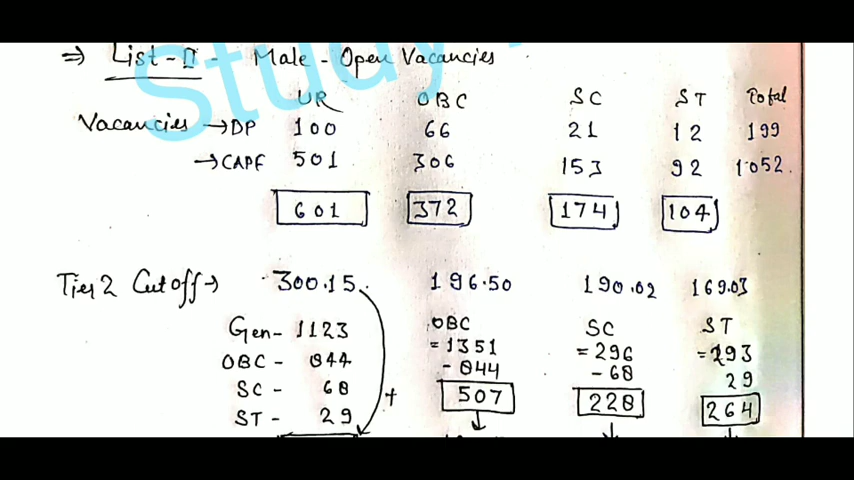 ⇒ List-II - Male - Open Vacancies
Study
UR OBC SC ST Total
Vacancies → DP 100 66 21 12 199
→ CAPF 501 306 153 92 1052
601 372 174 104
Tier 2 Cutoff → 300.15 196.50 190.02 169.03
Gen - 1123 OBC SC ST
OBC - 844 = 1351 = 296 = 293
SC - 68 - 844 - 68 29
ST - 29 + 507 228 264